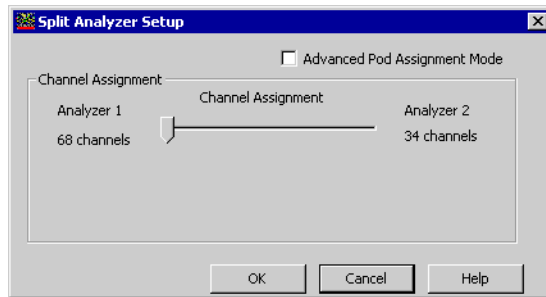 Split Analyzer Setup
Advanced Pod Assignment Mode
Channel Assignment
Channel Assignment
Analyzer 1
Analyzer 2
68 channels
34 channels
OK
Cancel
Help